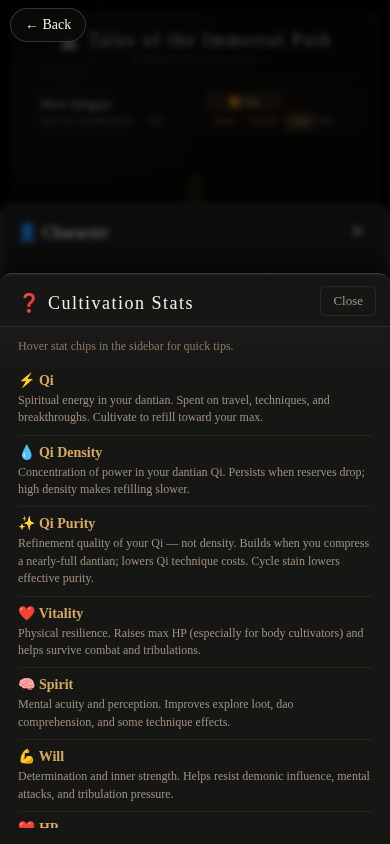 ← Back
Tales of the Immortal Path
👤 Character
❓ Cultivation Stats
Close
Hover stat chips in the sidebar for quick tips.
⚡ Qi
Spiritual energy in your dantian. Spent on travel, techniques, and
breakthroughs. Cultivate to refill toward your max.
💧 Qi Density
Concentration of power in your dantian Qi. Persists when reserves drop;
high density makes refilling slower.
✨ Qi Purity
Refinement quality of your Qi — not density. Builds when you compress
a nearly-full dantian; lowers Qi technique costs. Cycle stain lowers
effective purity.
❤️ Vitality
Physical resilience. Raises max HP (especially for body cultivators) and
helps survive combat and tribulations.
🧠 Spirit
Mental acuity and perception. Improves explore loot, dao
comprehension, and some technique effects.
💪 Will
Determination and inner strength. Helps resist demonic influence, mental
attacks, and tribulation pressure.
❤️ HP